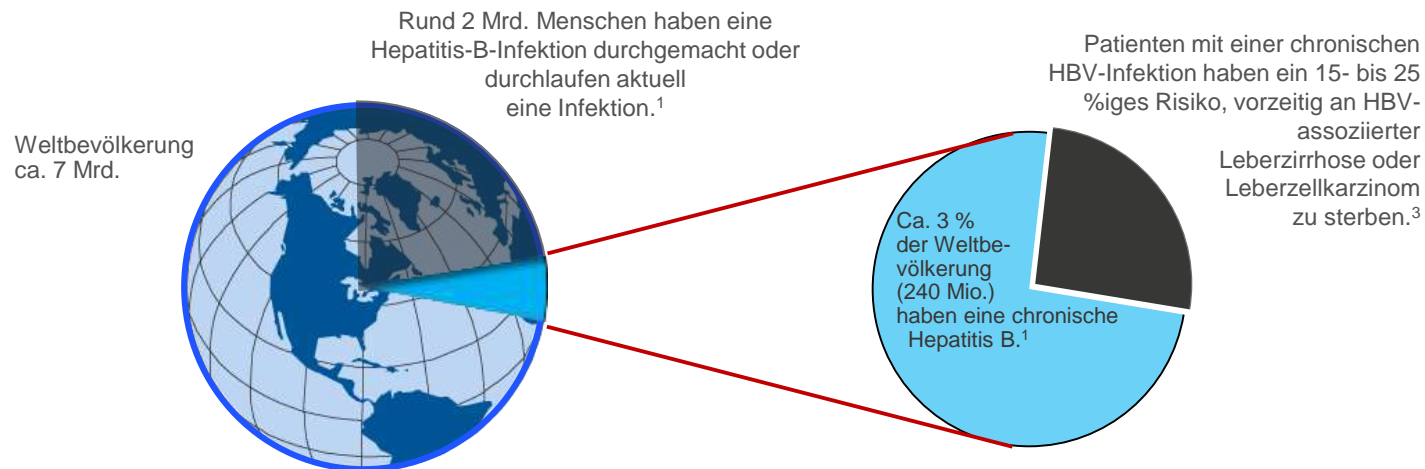 Rund 2 Mrd. Menschen haben eine
Hepatitis-B-Infektion durchgemacht oder
durchlaufen aktuell
eine Infektion.¹
Weltbevölkerung
ca. 7 Mrd.
Patienten mit einer chronischen
HBV-Infektion haben ein 15- bis 25
%iges Risiko, vorzeitig an HBV-
assoziierter
Leberzirrhose oder
Leberzellkarzinom
zu sterben.³
Ca. 3 %
der Weltbe-
völkerung
(240 Mio.)
haben eine chronische
Hepatitis B.¹